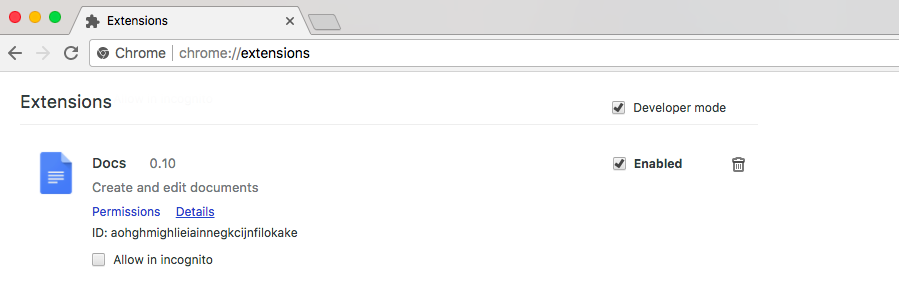 Extensions
Chrome chrome://extensions
Extensions
Developer mode
Docs 0.10
Enabled
Create and edit documents
Permissions Details
ID: aohghmighlieiainnegkcijnfilokake
Allow in incognito